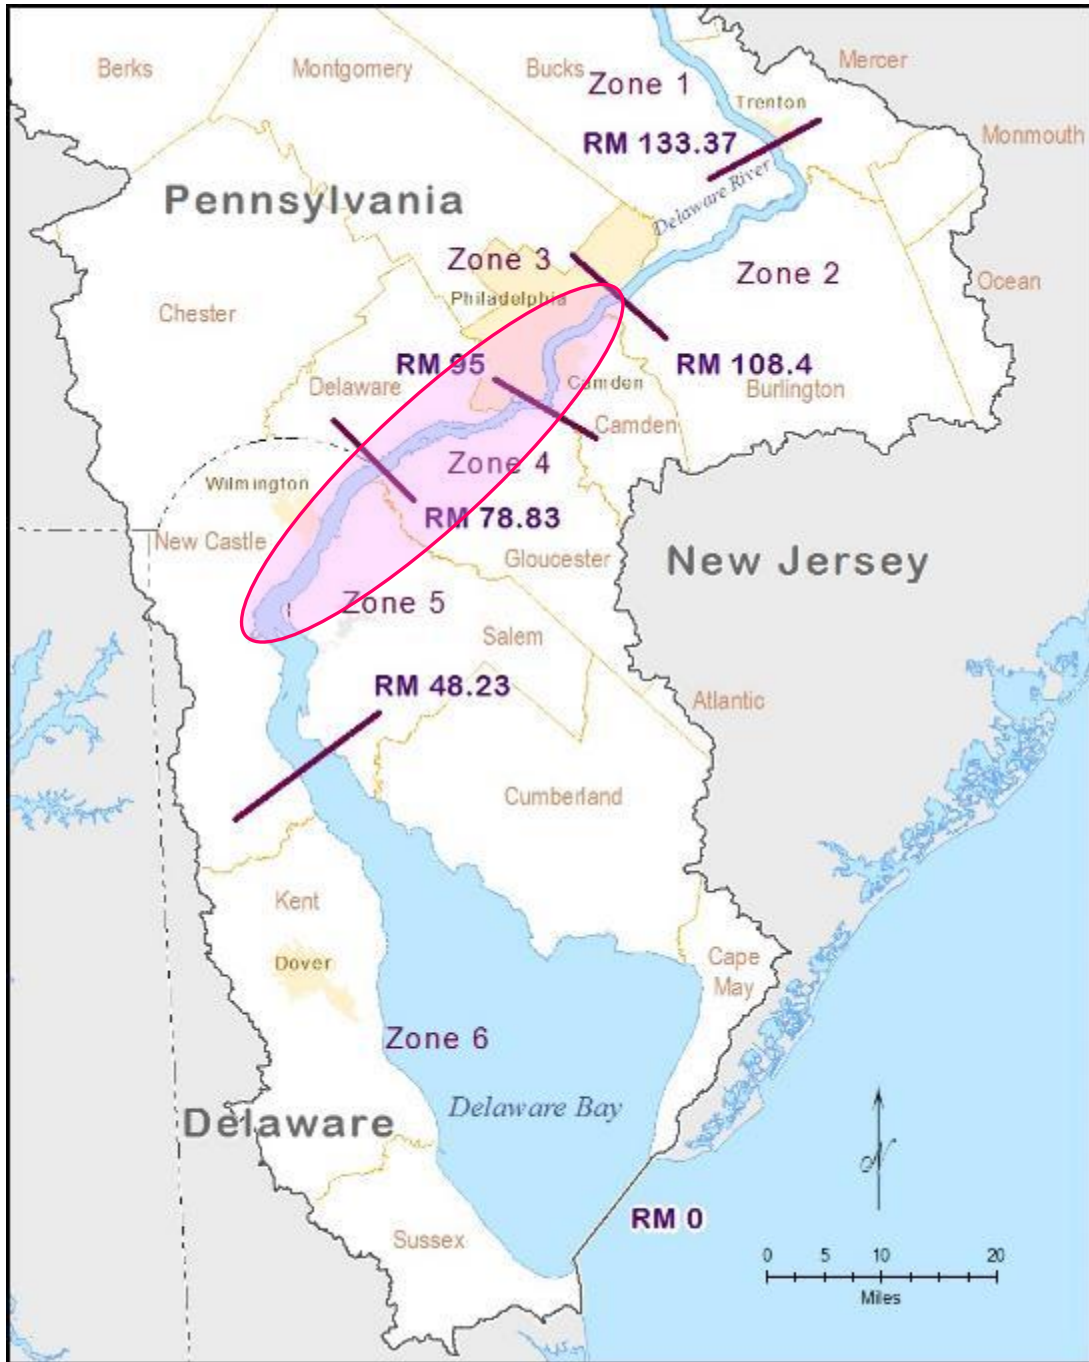 Mercer
Berks
Montgomery
Bucks
Zone 1
Trenton
RM 133.37
Monmouth
Delaware River
Pennsylvania
Zone 3
Zone 2
Ocean
Philadelphia
Chester
RM 95
RM 108.4
Delaware
Camden
Burlington
Camden
Zone 4
Wilmington
RM 78.83
New Castle
Gloucester
New Jersey
Zone 5
Salem
RM 48.23
Atlantic
Cumberland
Kent
Dover
Cape
May
Zone 6
Delaware Bay
Delaware
N
RM 0
Sussex
0 5 10 20
Miles